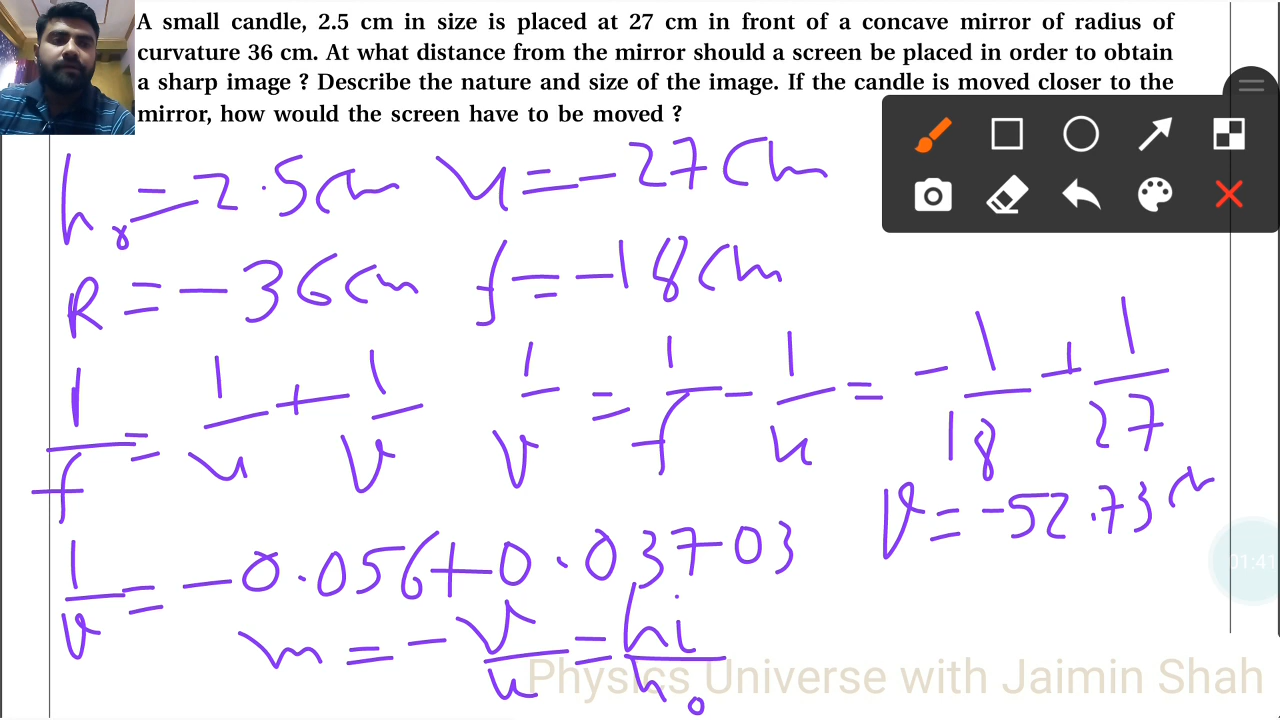 A small candle, 2.5 cm in size is placed at 27 cm in front of a concave mirror of radius of
curvature 36 cm. At what distance from the mirror should a screen be placed in order to obtain
a sharp image ? Describe the nature and size of the image. If the candle is moved closer to the
mirror, how would the screen have to be moved ?
h₀ = 2.5 cm u = -27 cm
R = -36 cm f = -18 cm
1/f = 1/u + 1/v 1/v = 1/f - 1/u = -1/18 + 1/27
v = -52.73 cm
1/v = -0.056 + 0.03703
01:41
m = -v/u = hi/h₀
Physics Universe with Jaimin Shah